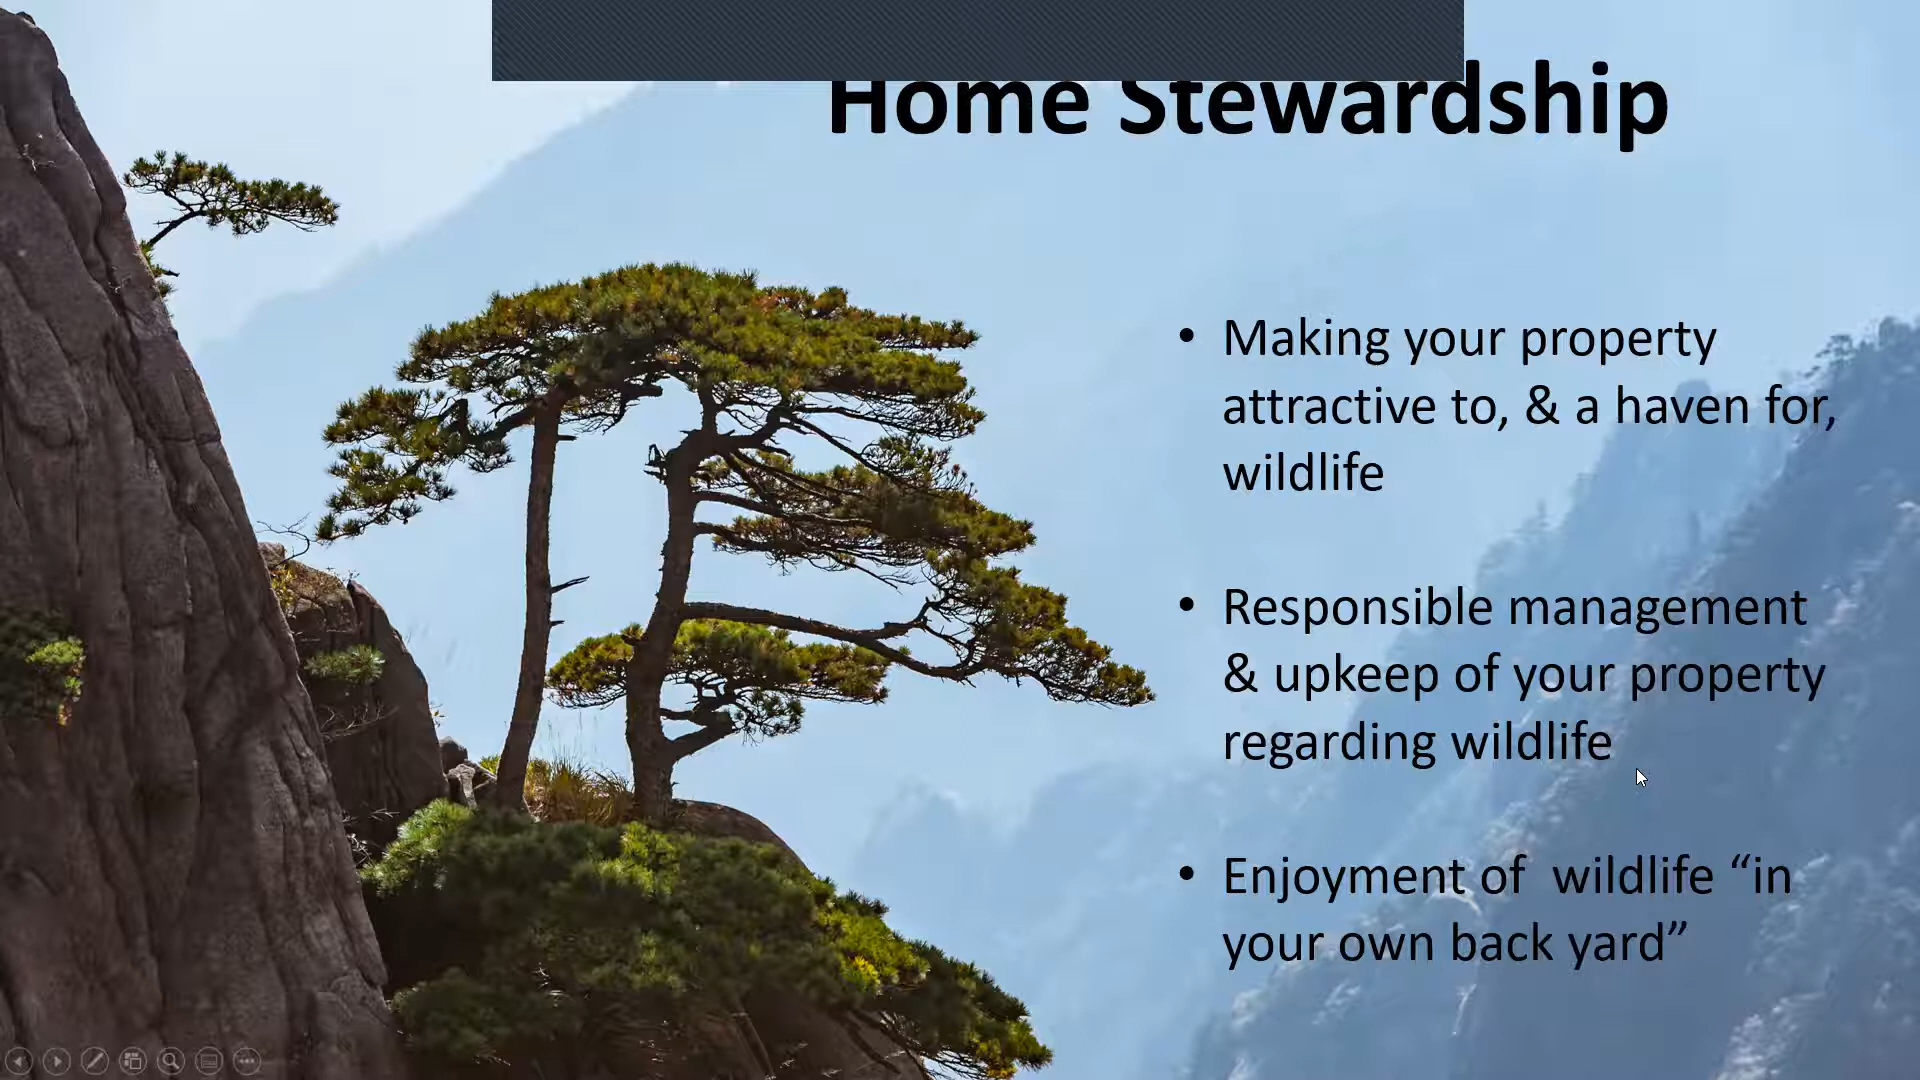 Home Stewardship
• Making your property
attractive to, & a haven for,
wildlife
• Responsible management
& upkeep of your property
regarding wildlife
• Enjoyment of  wildlife “in
your own back yard”